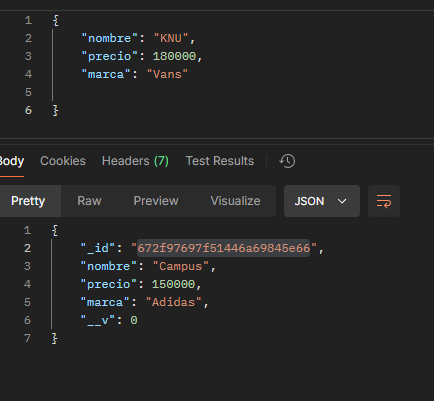 1 {
2 "nombre": "KNU",
3 "precio": 180000,
4 "marca": "Vans"
5
6 }
Body Cookies Headers (7) Test Results
Pretty Raw Preview Visualize JSON
1 {
2 "_id": "672f97697f51446a69845e66",
3 "nombre": "Campus",
4 "precio": 150000,
5 "marca": "Adidas",
6 "__v": 0
7 }